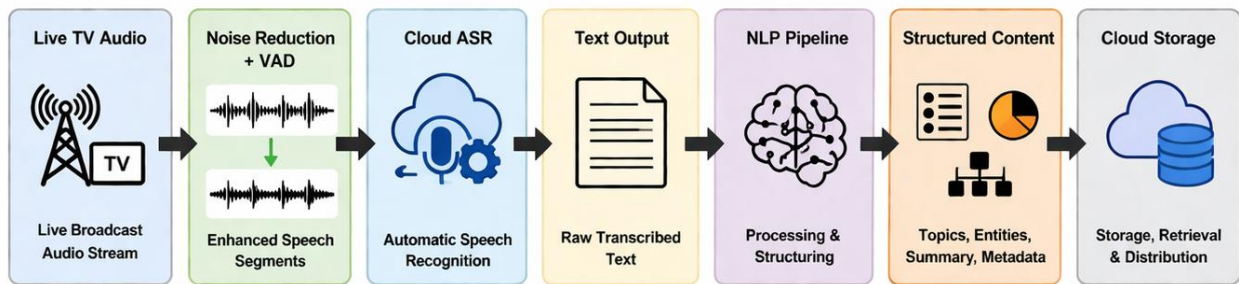 Live TV Audio
TV
Live Broadcast
Audio Stream
Noise Reduction
+ VAD
Enhanced Speech
Segments
Cloud ASR
Automatic Speech
Recognition
Text Output
Raw Transcribed
Text
NLP Pipeline
Processing &
Structuring
Structured Content
Topics, Entities,
Summary, Metadata
Cloud Storage
Storage, Retrieval
& Distribution